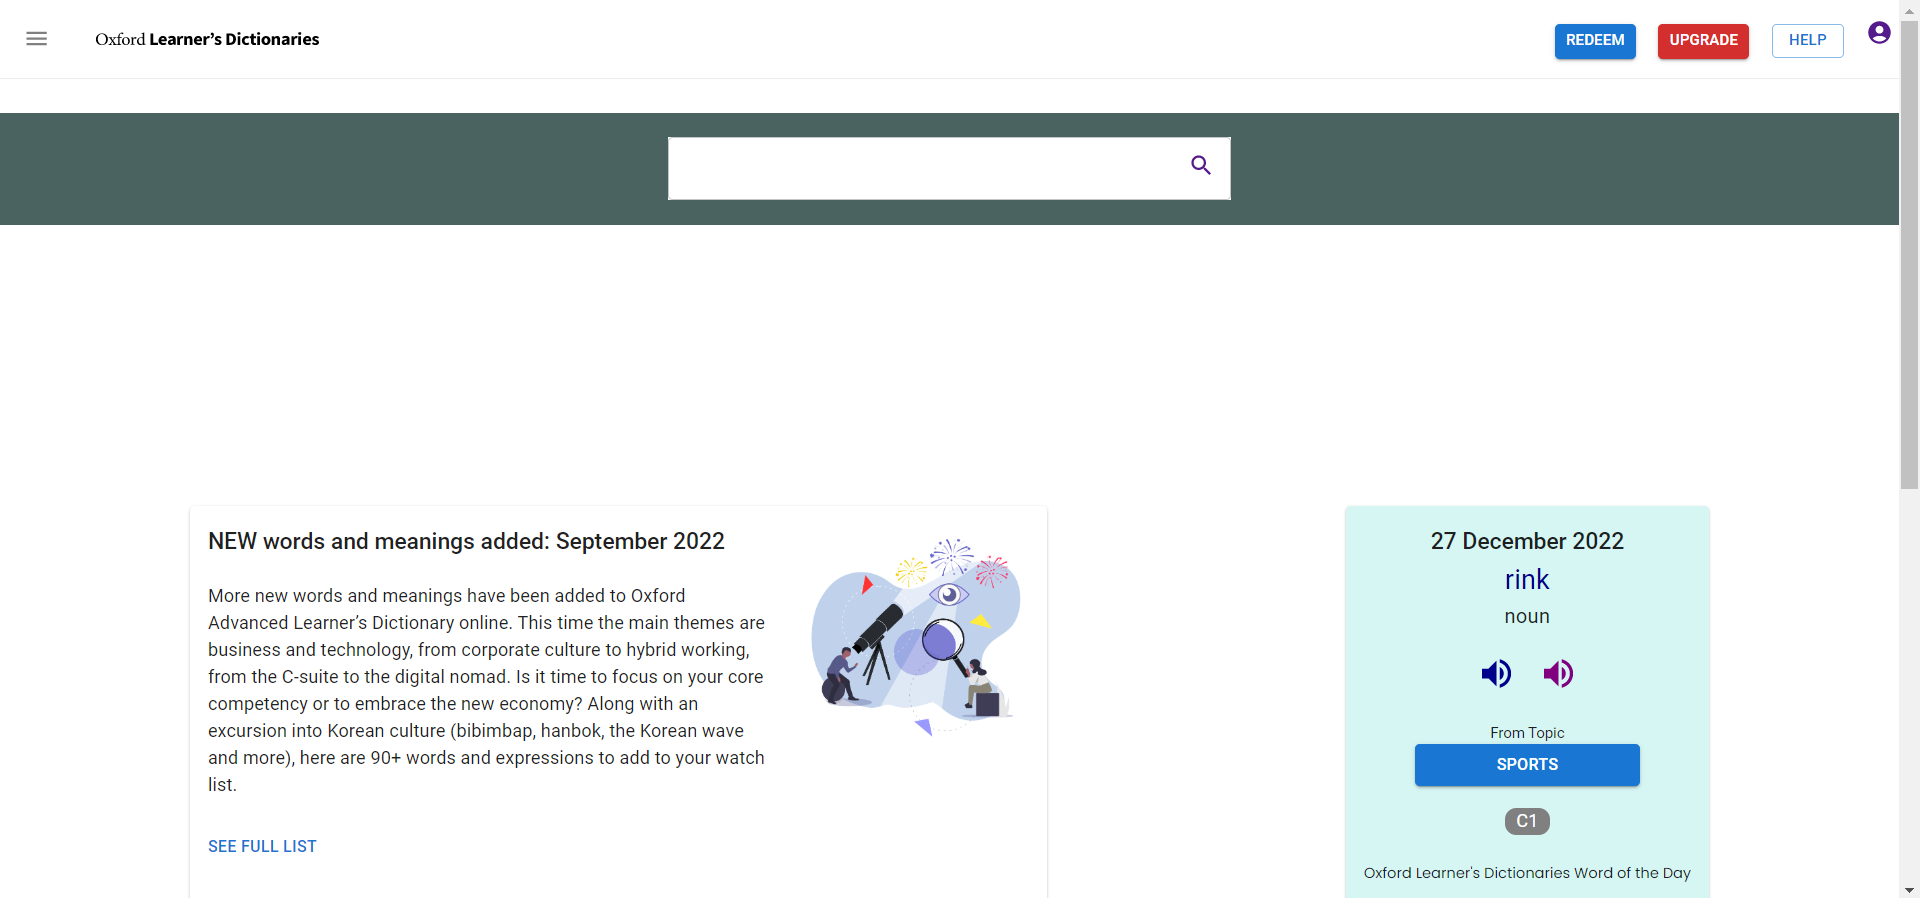 Oxford Learner's Dictionaries
REDEEM
UPGRADE
HELP
NEW words and meanings added: September 2022
More new words and meanings have been added to Oxford
Advanced Learner’s Dictionary online. This time the main themes are
business and technology, from corporate culture to hybrid working,
from the C-suite to the digital nomad. Is it time to focus on your core
competency or to embrace the new economy? Along with an
excursion into Korean culture (bibimbap, hanbok, the Korean wave
and more), here are 90+ words and expressions to add to your watch
list.
SEE FULL LIST
27 December 2022
rink
noun
From Topic
SPORTS
C1
Oxford Learner's Dictionaries Word of the Day